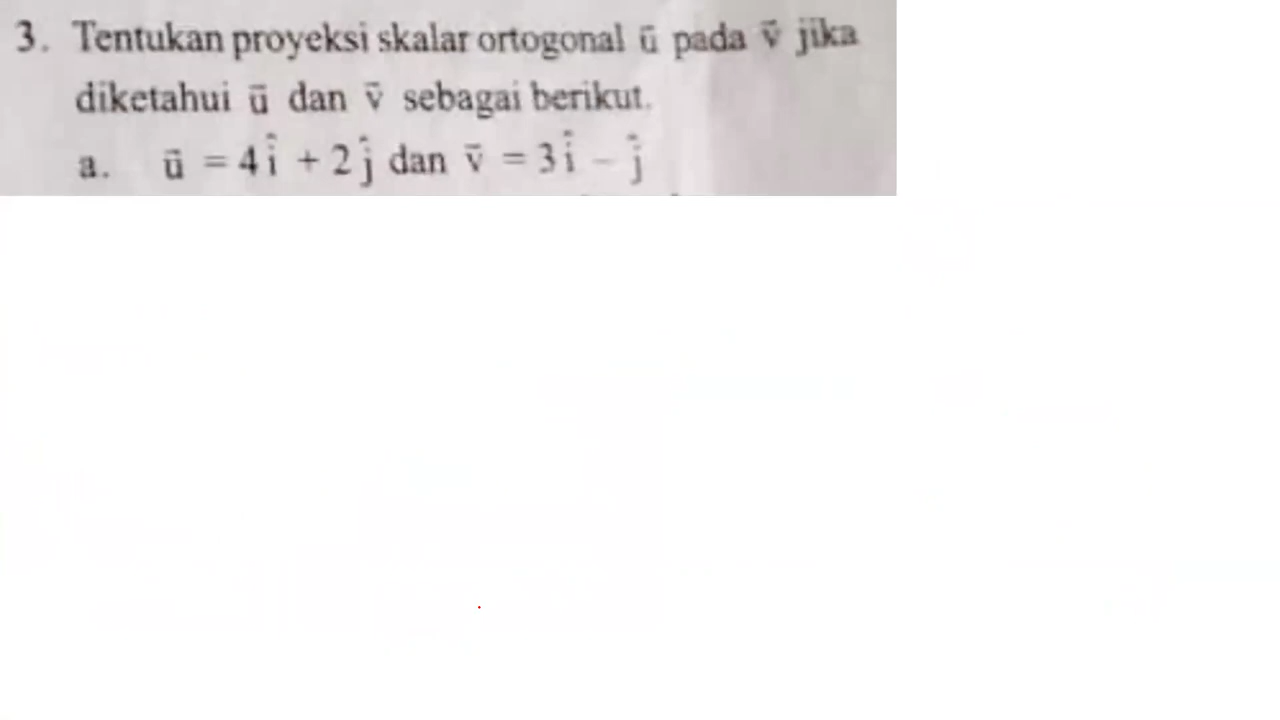 3. Tentukan proyeksi skalar ortogonal ū pada v̄ jika
diketahui ū dan v̄ sebagai berikut.
a. ū = 4î + 2ĵ dan v̄ = 3î − ĵ